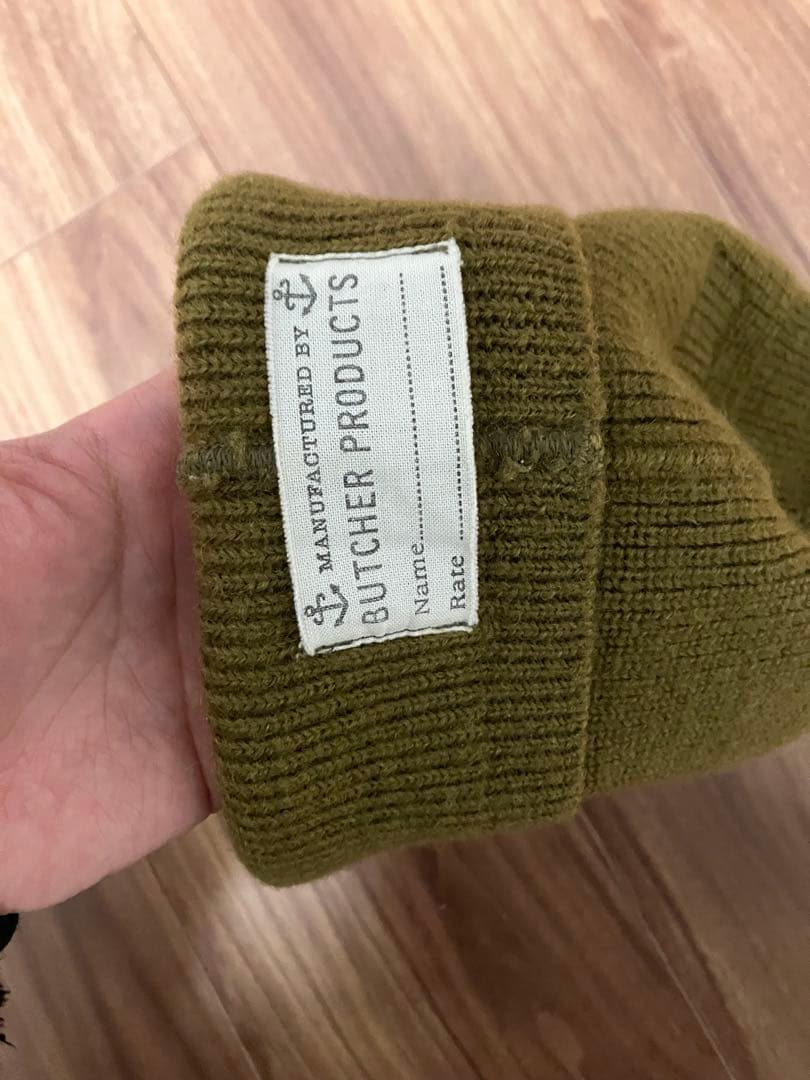 MANUFACTURED BY
BUTCHER PRODUCTS
Name....................
Rate ....................